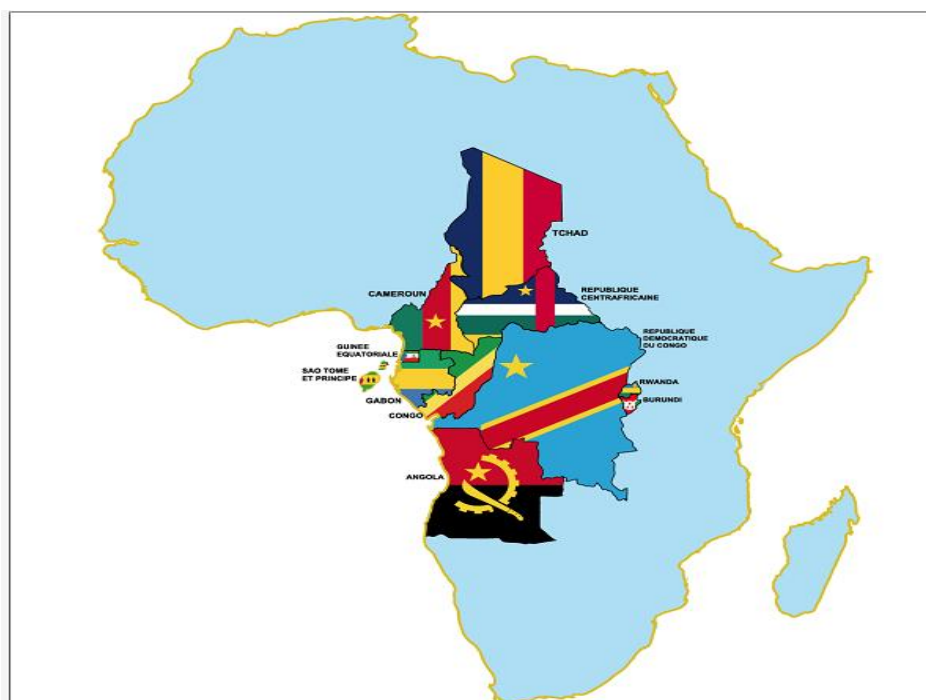 TCHAD
CAMEROUN
REPUBLIQUE
CENTRAFRICAINE
REPUBLIQUE
DEMOCRATIQUE
DU CONGO
GUINEE
EQUATORIALE
SAO TOME
ET PRINCIPE
RWANDA
GABON
BURUNDI
CONGO
ANGOLA